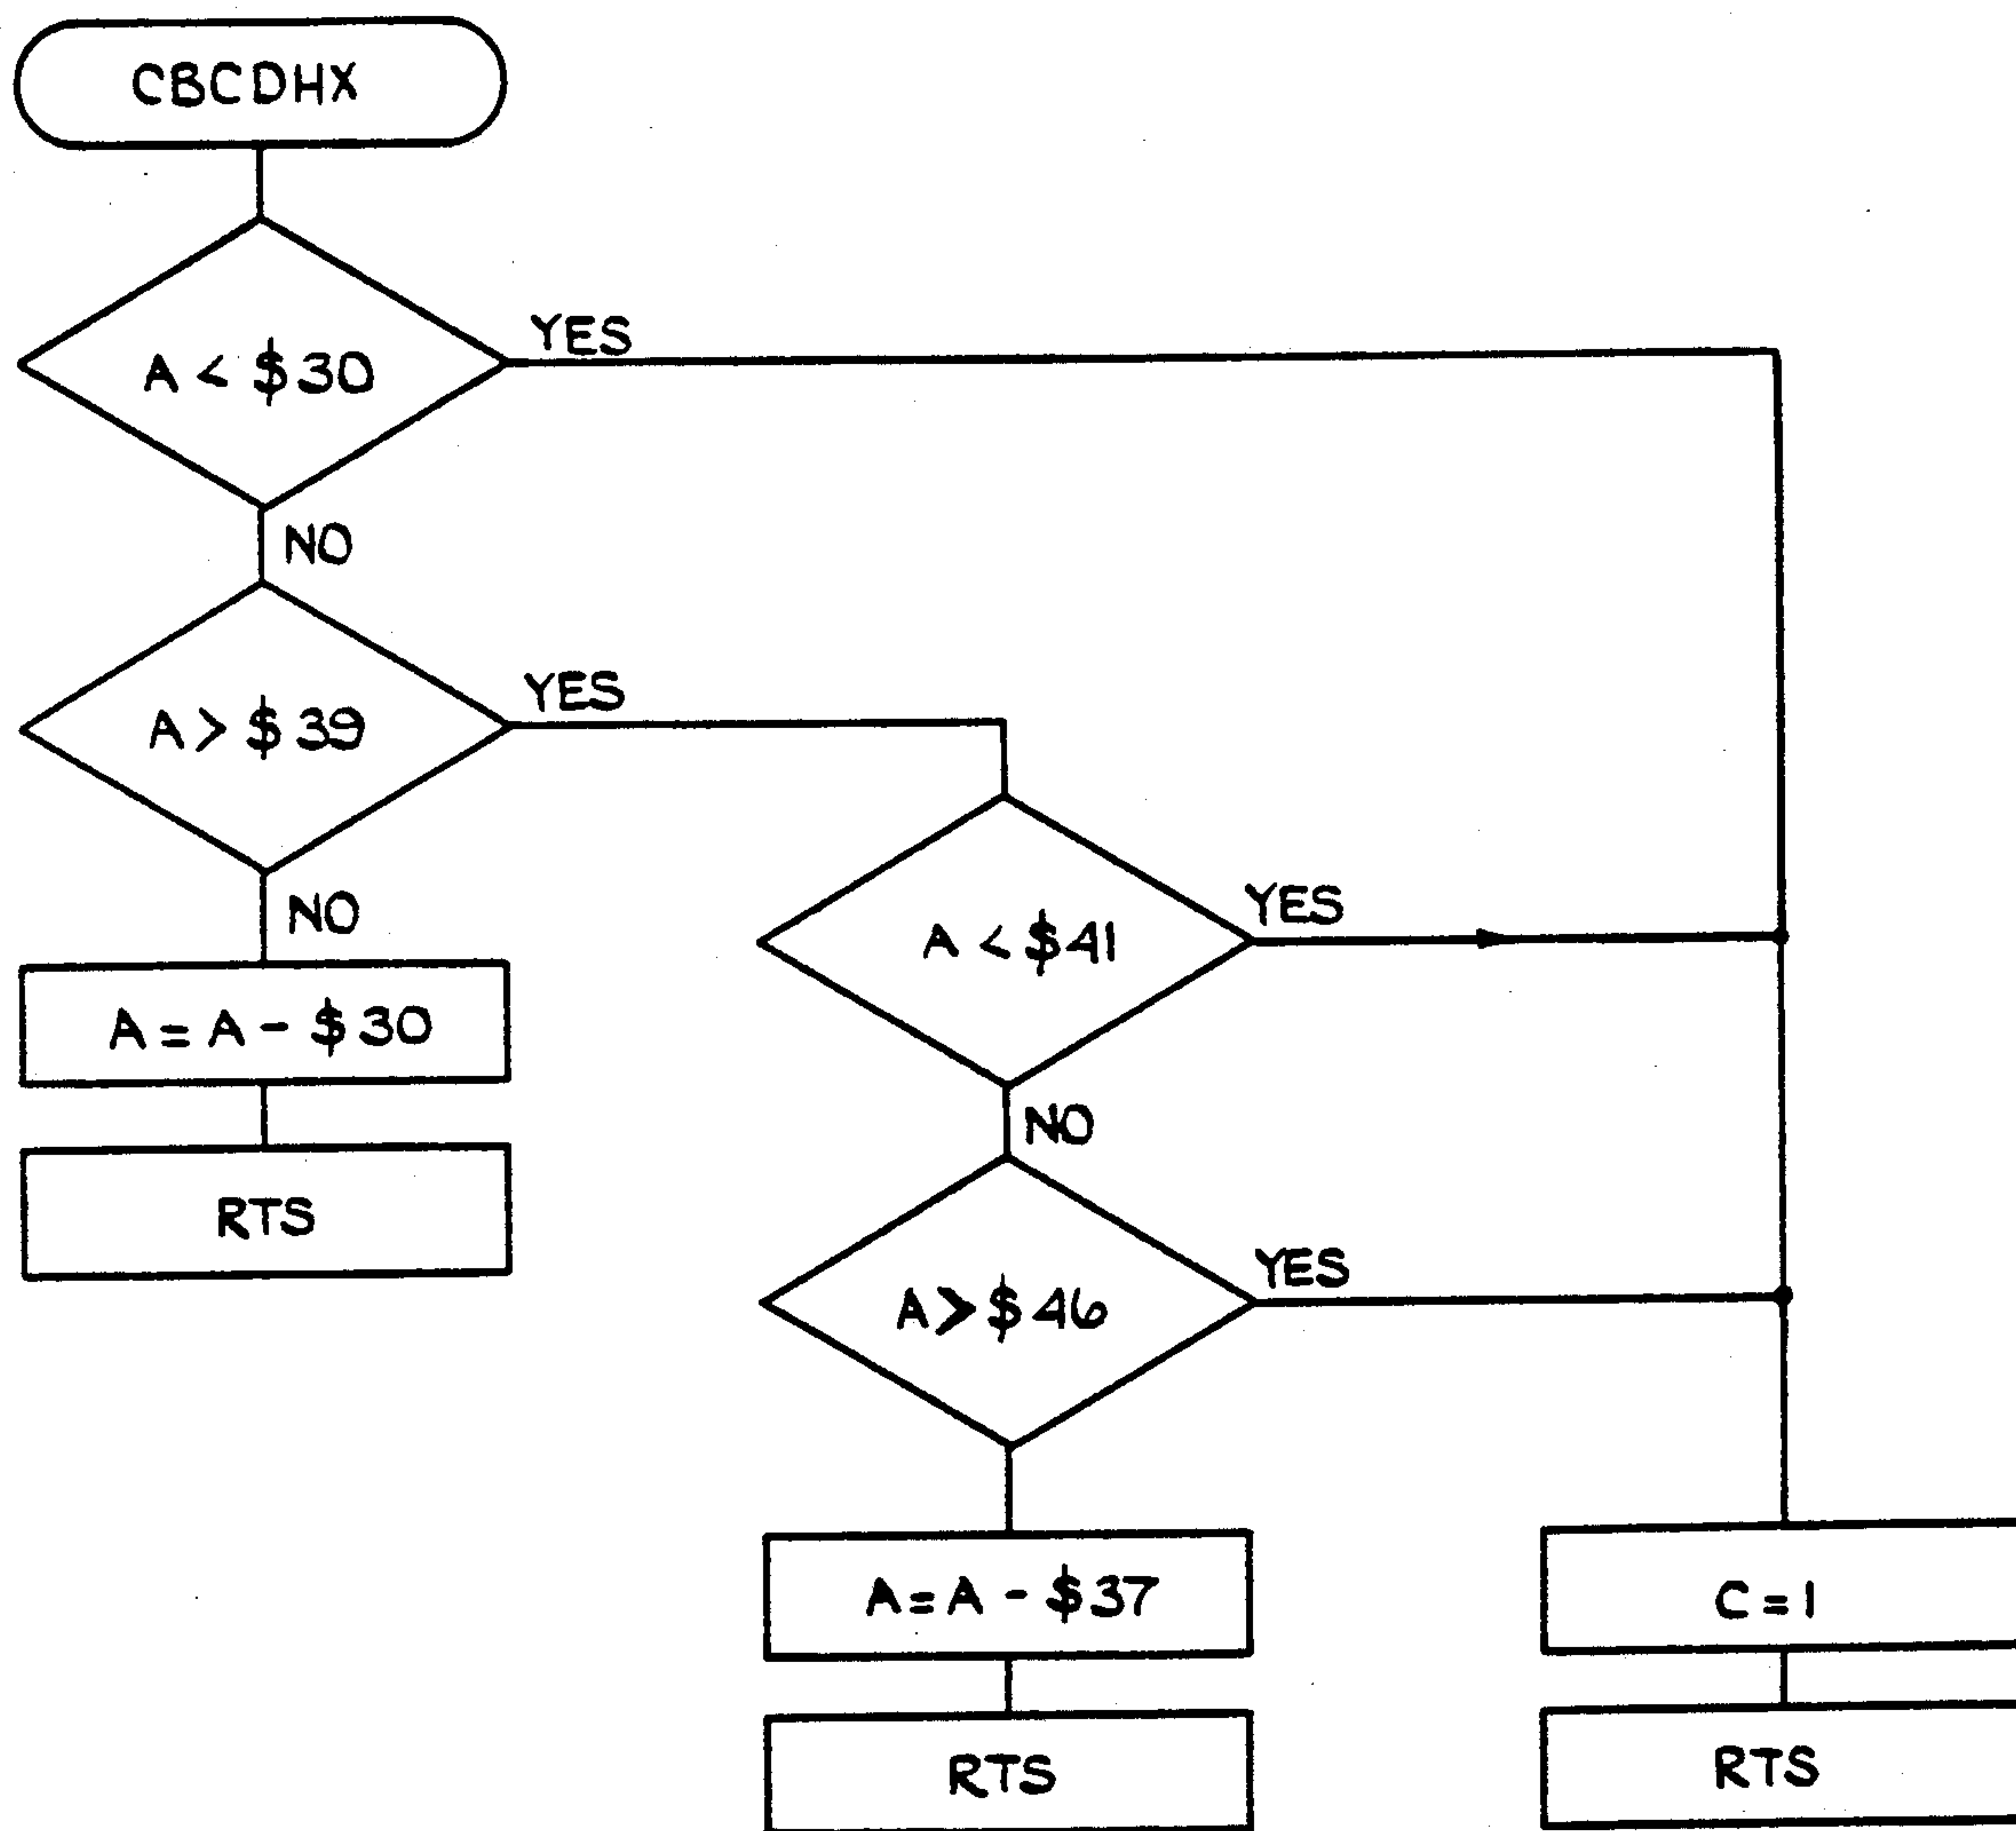 CBCDHX
A < $30
YES
NO
A > $39
YES
NO
A = A - $30
RTS
A < $41
YES
NO
A > $46
YES
A = A - $37
RTS
C = 1
RTS